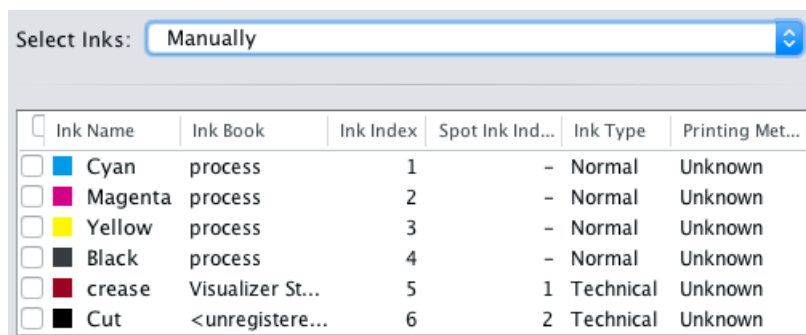 Select Inks: Manually
Ink Name Ink Book Ink Index Spot Ink Ind... Ink Type Printing Met...
Cyan process 1 - Normal Unknown
Magenta process 2 - Normal Unknown
Yellow process 3 - Normal Unknown
Black process 4 - Normal Unknown
crease Visualizer St... 5 1 Technical Unknown
Cut <unregistere... 6 2 Technical Unknown